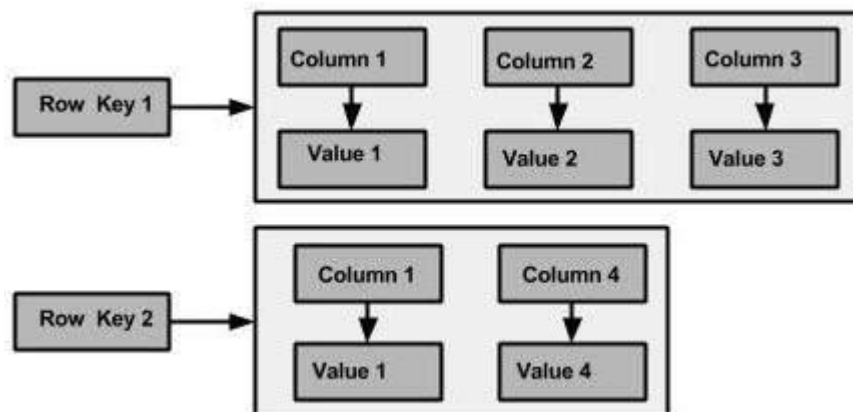 Column 1
Column 2
Column 3
Row Key 1
Value 1
Value 2
Value 3
Column 1
Column 4
Row Key 2
Value 1
Value 4